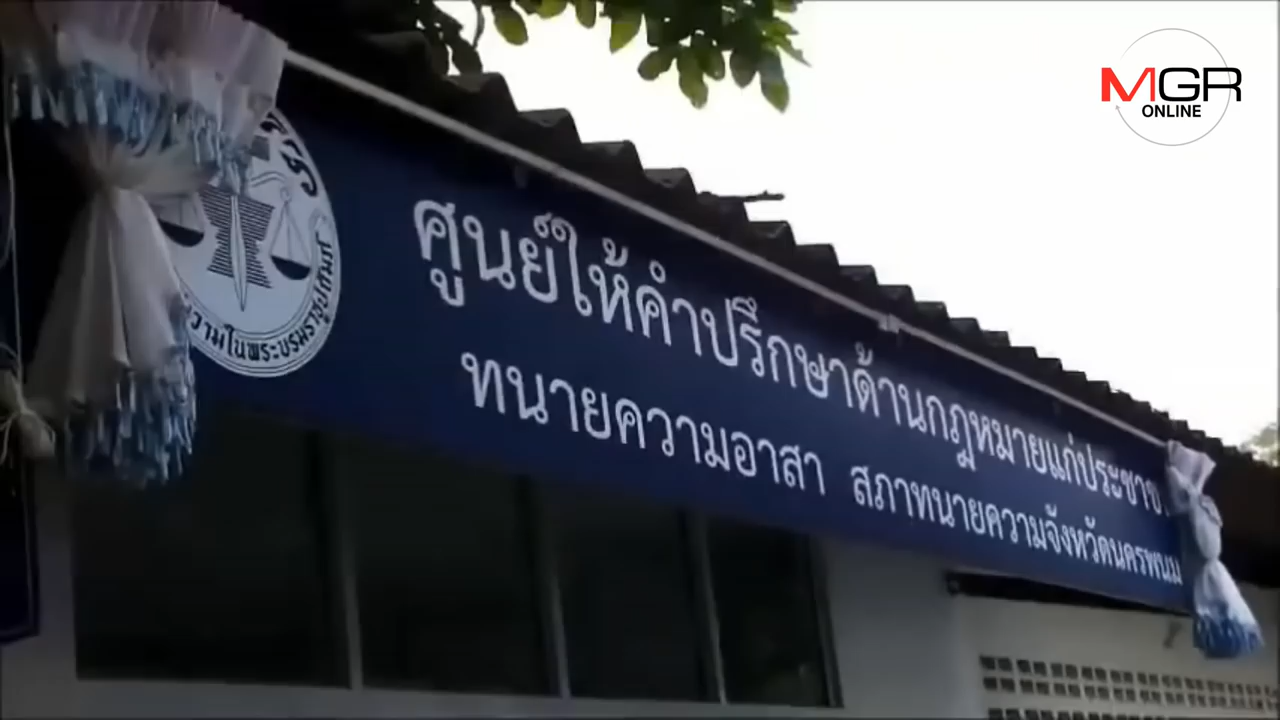 MGR
ONLINE
ศูนย์ให้คำปรึกษาด้านกฎหมายแก่ประชาช
ทนายความอาสา สภาทนายความจังหวัดนครพนม
วามในพระบรมราชูปถัมภ์